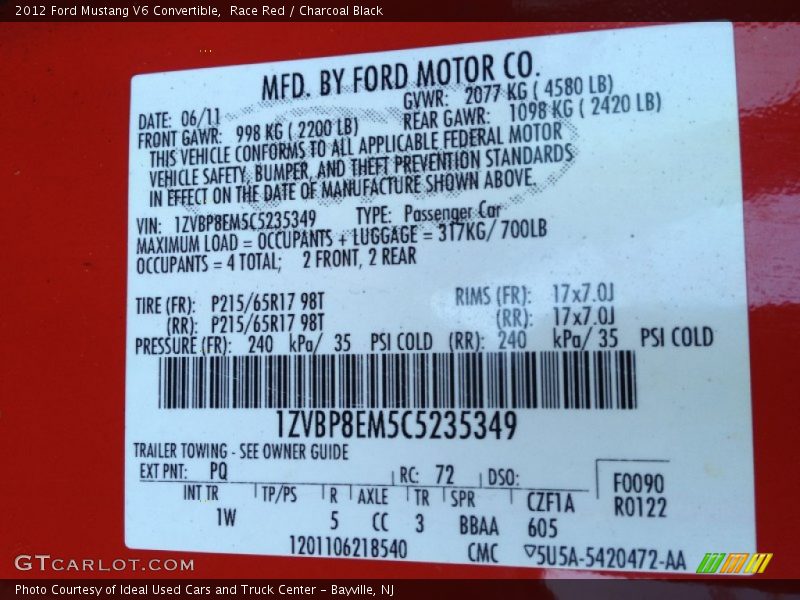 2012 Ford Mustang V6 Convertible, Race Red / Charcoal Black
MFD. BY FORD MOTOR CO.
DATE: 06/11 GVWR: 2077 KG ( 4580 LB)
FRONT GAWR: 998 KG ( 2200 LB) REAR GAWR: 1098 KG ( 2420 LB)
THIS VEHICLE CONFORMS TO ALL APPLICABLE FEDERAL MOTOR
VEHICLE SAFETY, BUMPER, AND THEFT PREVENTION STANDARDS
IN EFFECT ON THE DATE OF MANUFACTURE SHOWN ABOVE.
VIN: 1ZVBP8EM5C5235349 TYPE: Passenger Car
MAXIMUM LOAD = OCCUPANTS + LUGGAGE = 317KG/ 700LB
OCCUPANTS = 4 TOTAL; 2 FRONT, 2 REAR
TIRE (FR): P215/65R17 98T RIMS (FR): 17x7.0J
(RR): P215/65R17 98T (RR): 17x7.0J
PRESSURE (FR): 240 kPa/ 35 PSI COLD (RR): 240 kPa/ 35 PSI COLD
1ZVBP8EM5C5235349
TRAILER TOWING - SEE OWNER GUIDE
EXT PNT: PQ RC: 72 DSO: F0090
INT TR TP/PS R AXLE TR SPR CZF1A R0122
1W 5 CC 3 BBAA 605
1201106218540 CMC ▽5U5A-5420472-AA
GTCARLOT.COM
Photo Courtesy of Ideal Used Cars and Truck Center – Bayville, NJ